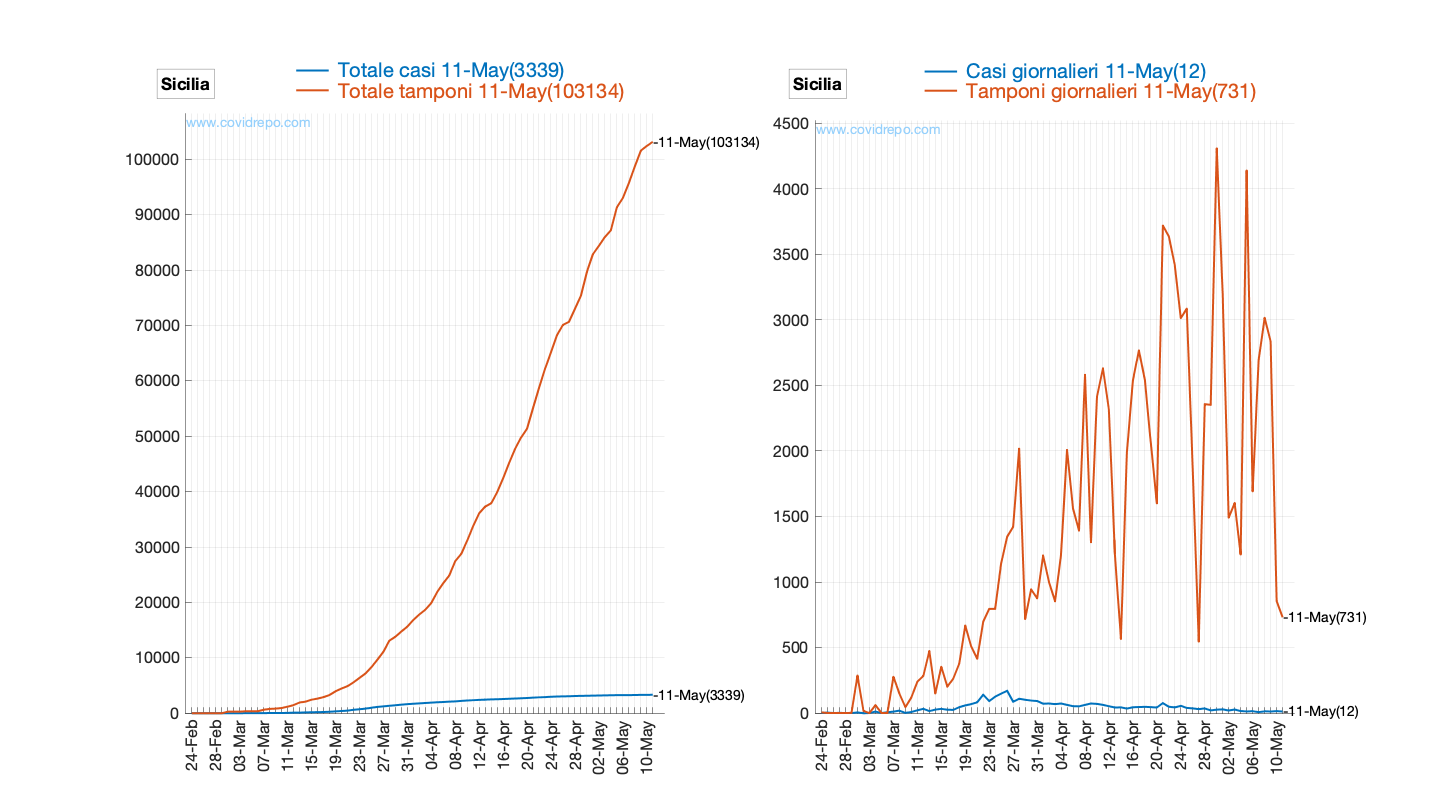 Sicilia
Totale casi 11-May(3339)
Totale tamponi 11-May(103134)
www.covidrepo.com
100000
90000
80000
70000
60000
50000
40000
30000
20000
10000
0
-11-May(103134)
-11-May(3339)
24-Feb
28-Feb
03-Mar
07-Mar
11-Mar
15-Mar
19-Mar
23-Mar
27-Mar
31-Mar
04-Apr
08-Apr
12-Apr
16-Apr
20-Apr
24-Apr
28-Apr
02-May
06-May
10-May
Sicilia
Casi giornalieri 11-May(12)
Tamponi giornalieri 11-May(731)
www.covidrepo.com
4500
4000
3500
3000
2500
2000
1500
1000
500
0
-11-May(731)
-11-May(12)
24-Feb
28-Feb
03-Mar
07-Mar
11-Mar
15-Mar
19-Mar
23-Mar
27-Mar
31-Mar
04-Apr
08-Apr
12-Apr
16-Apr
20-Apr
24-Apr
28-Apr
02-May
06-May
10-May